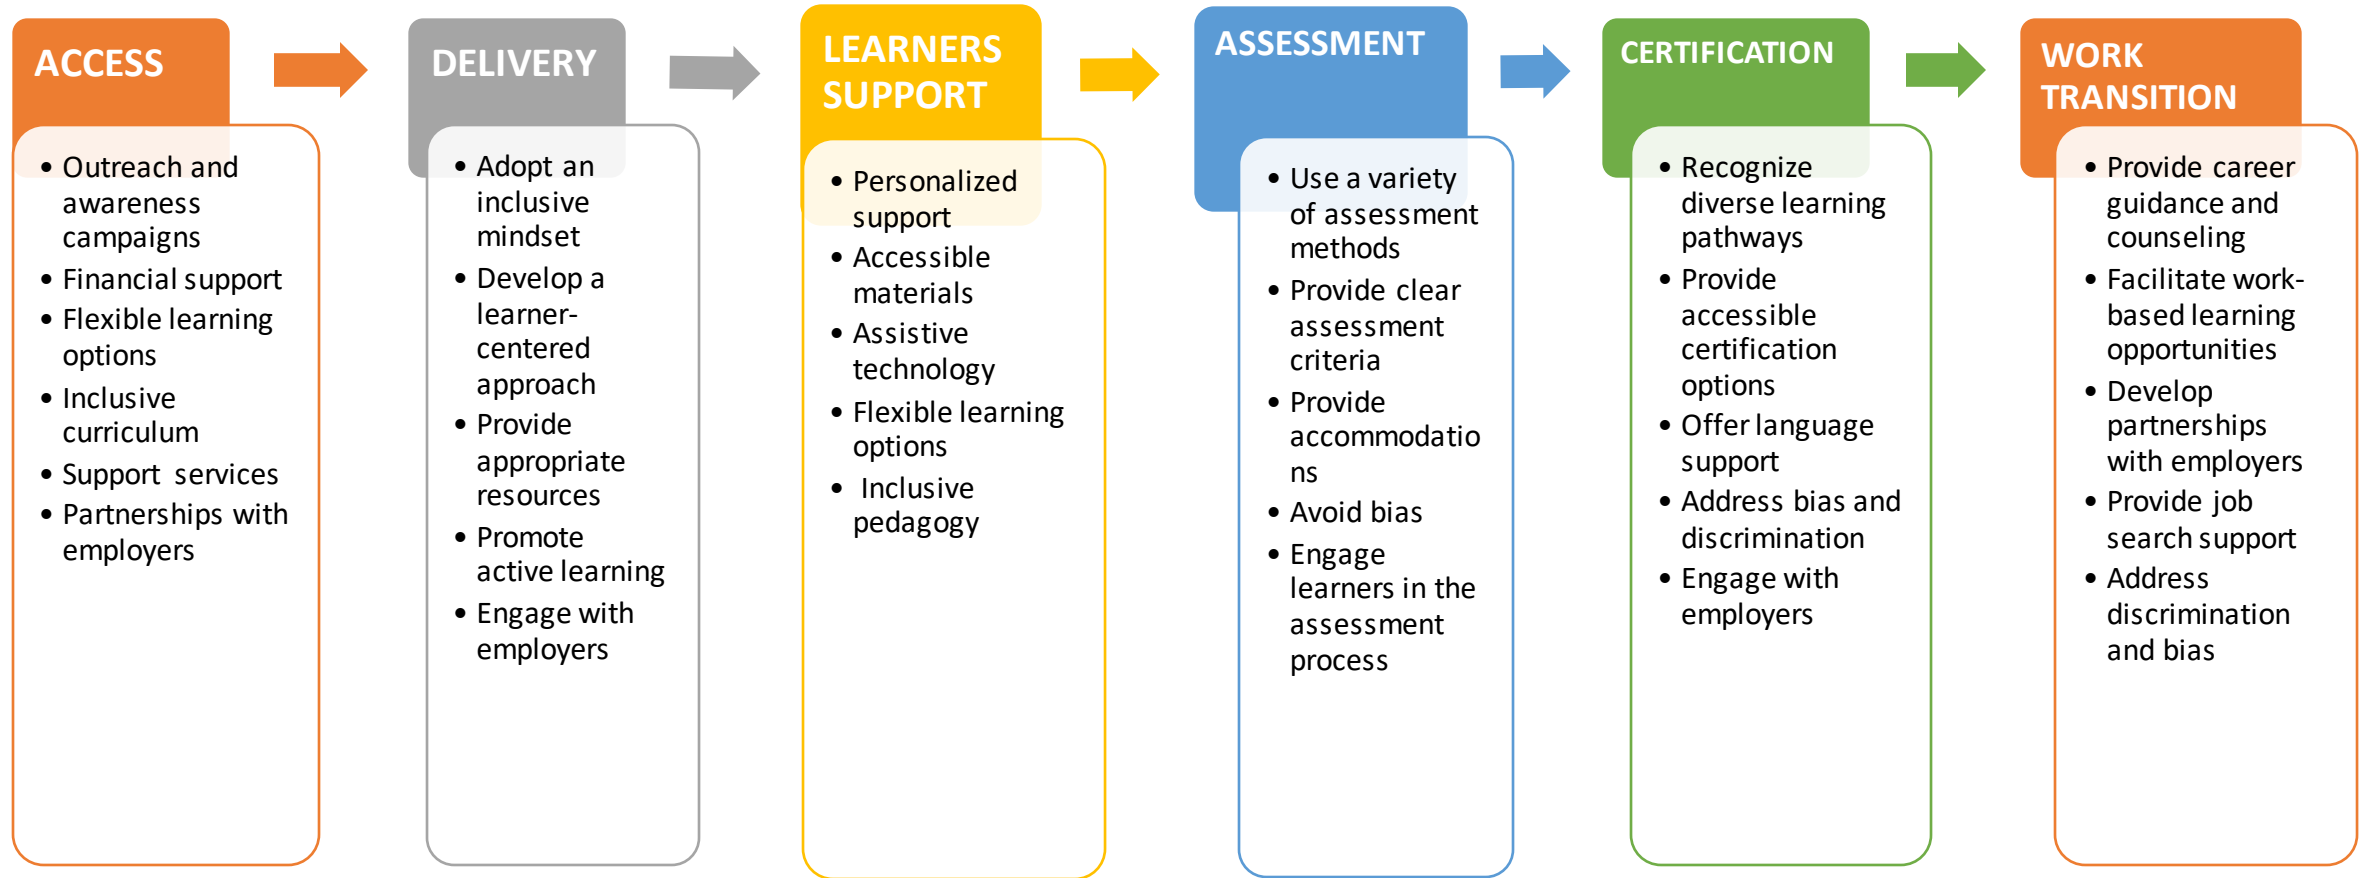 ACCESS
• Outreach and
awareness
campaigns
• Financial support
• Flexible learning
options
• Inclusive
curriculum
• Support services
• Partnerships with
employers
DELIVERY
• Adopt an
inclusive
mindset
• Develop a
learner-
centered
approach
• Provide
appropriate
resources
• Promote
active learning
• Engage with
employers
LEARNERS
SUPPORT
• Personalized
support
• Accessible
materials
• Assistive
technology
• Flexible learning
options
• Inclusive
pedagogy
ASSESSMENT
• Use a variety
of assessment
methods
• Provide clear
assessment
criteria
• Provide
accommodatio
ns
• Avoid bias
• Engage
learners in the
assessment
process
CERTIFICATION
• Recognize
diverse learning
pathways
• Provide
accessible
certification
options
• Offer language
support
• Address bias and
discrimination
• Engage with
employers
WORK
TRANSITION
• Provide career
guidance and
counseling
• Facilitate work-
based learning
opportunities
• Develop
partnerships
with employers
• Provide job
search support
• Address
discrimination
and bias